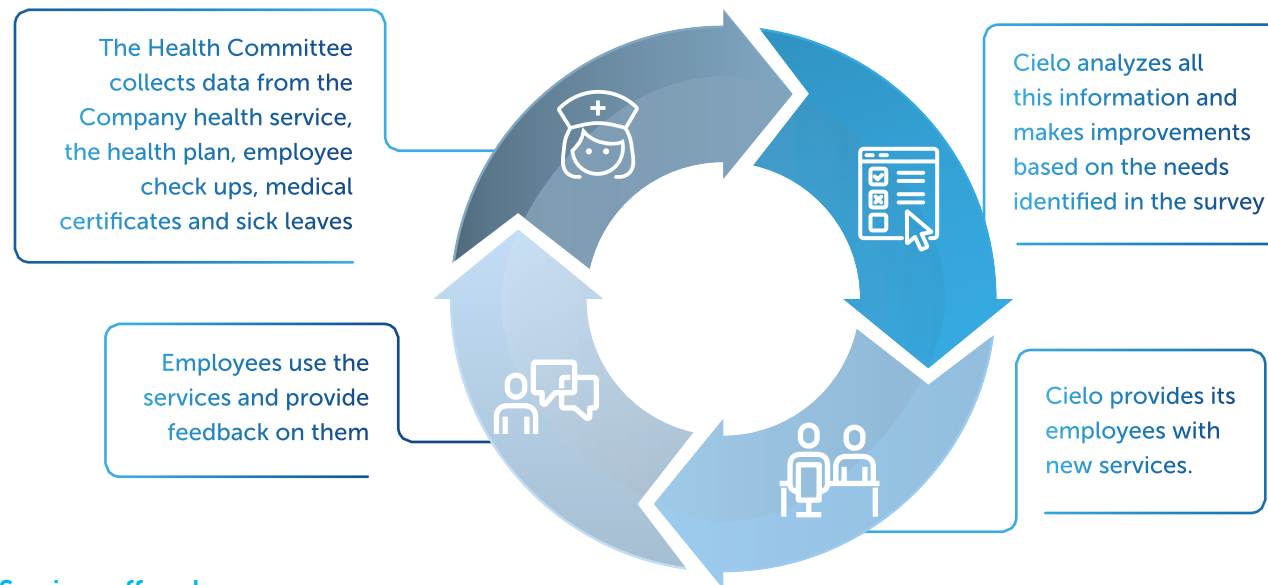 The Health Committee
collects data from the
Company health service,
the health plan, employee
check ups, medical
certificates and sick leaves
Cielo analyzes all
this information and
makes improvements
based on the needs
identified in the survey
Cielo provides its
employees with
new services.
Employees use the
services and provide
feedback on them